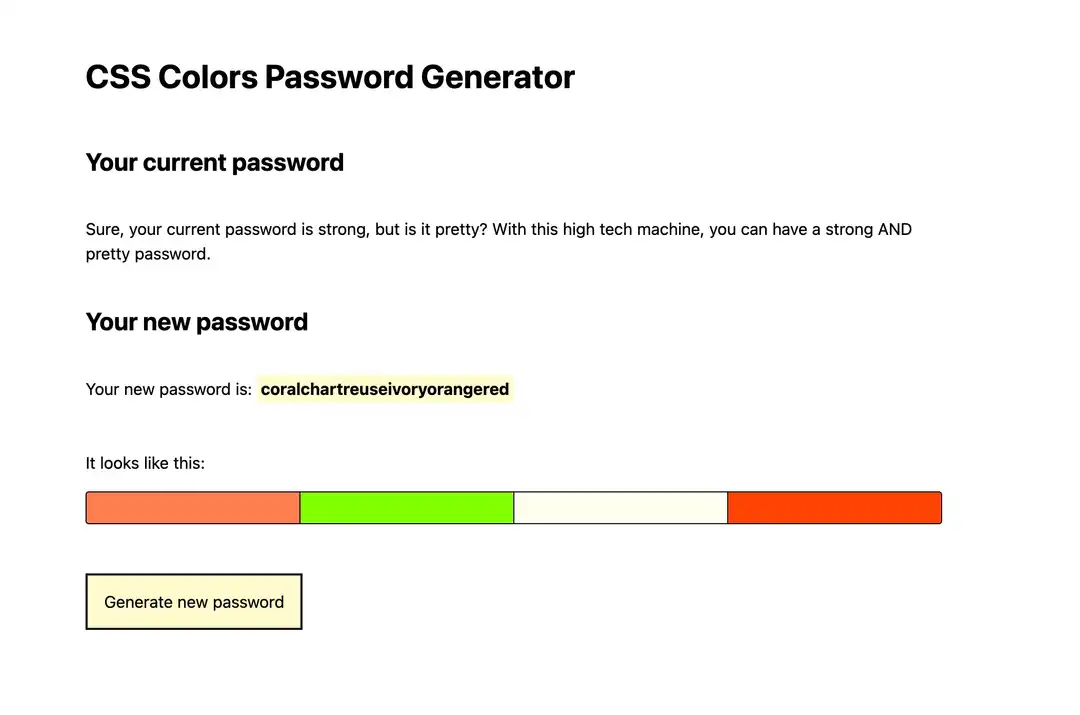 CSS Colors Password Generator
Your current password
Sure, your current password is strong, but is it pretty? With this high tech machine, you can have a strong AND
pretty password.
Your new password
Your new password is: coralchartreuseivoryorangered
It looks like this:
Generate new password